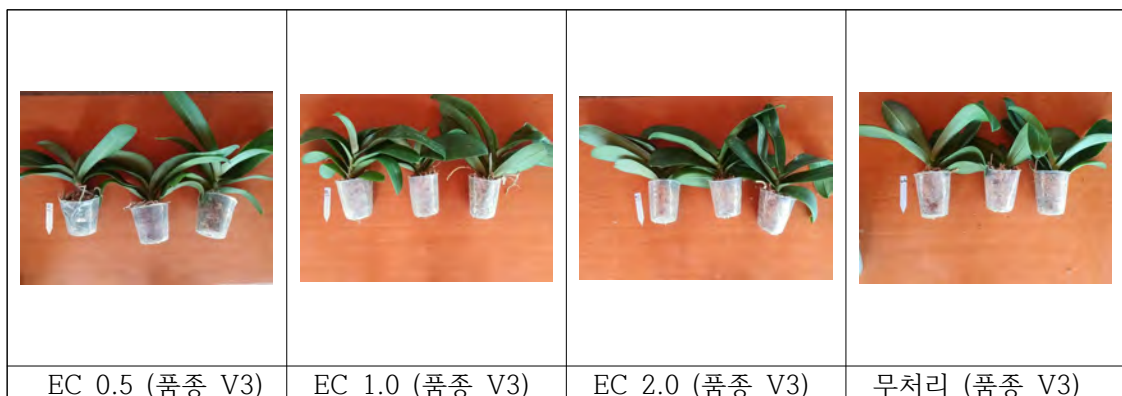 EC 0.5 (품종 V3)
EC 1.0 (품종 V3)
EC 2.0 (품종 V3)
무처리 (품종 V3)